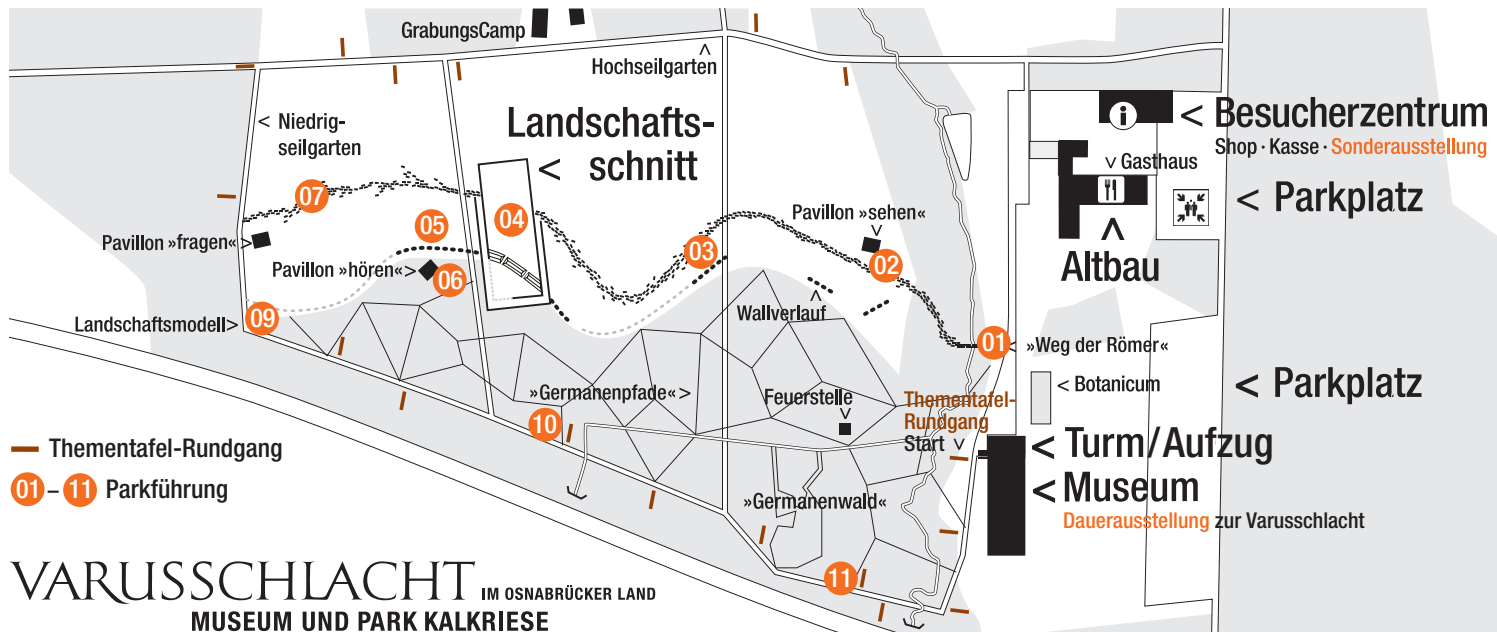 GrabungsCamp
>
Hochseilgarten
< Niedrig-
seilgarten
Landschafts-
< schnitt
i
< Besucherzentrum
Shop · Kasse · Sonderausstellung
> Gasthaus
< Parkplatz
>
Altbau
07
05
04
03
02
Pavillon »sehen«
>
Pavillon »fragen« >
Pavillon »hören« >
06
>
Wallverlauf
Landschaftsmodell >
09
01
< »Weg der Römer«
< Botanicum
< Parkplatz
»Germanenpfade« >
10
Feuerstelle
>
Thementafel-
Rundgang
Start >
< Turm/Aufzug
< Museum
Dauerausstellung zur Varusschlacht
»Germanenwald«
11
Thementafel-Rundgang
01 – 11 Parkführung
VARUSSCHLACHT IM OSNABRÜCKER LAND
MUSEUM UND PARK KALKRIESE